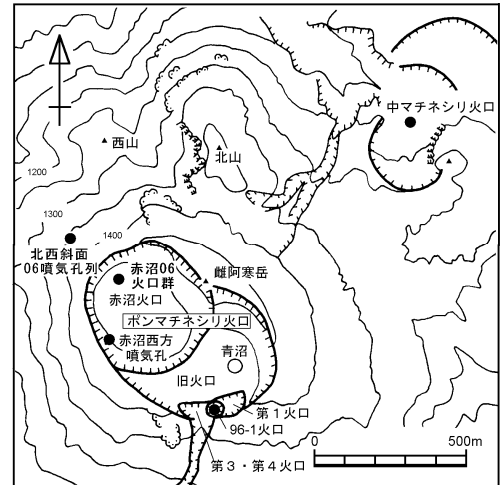 中マチネシリ火口
西山
北山
1200
1300
1400
北西斜面
06噴気孔列
赤沼06
火口群
赤沼火口
雌阿寒岳
ポンマチネシリ火口
赤沼西方
噴気孔
青沼
旧火口
第1火口
96-1火口
第3・第4火口
0
500m